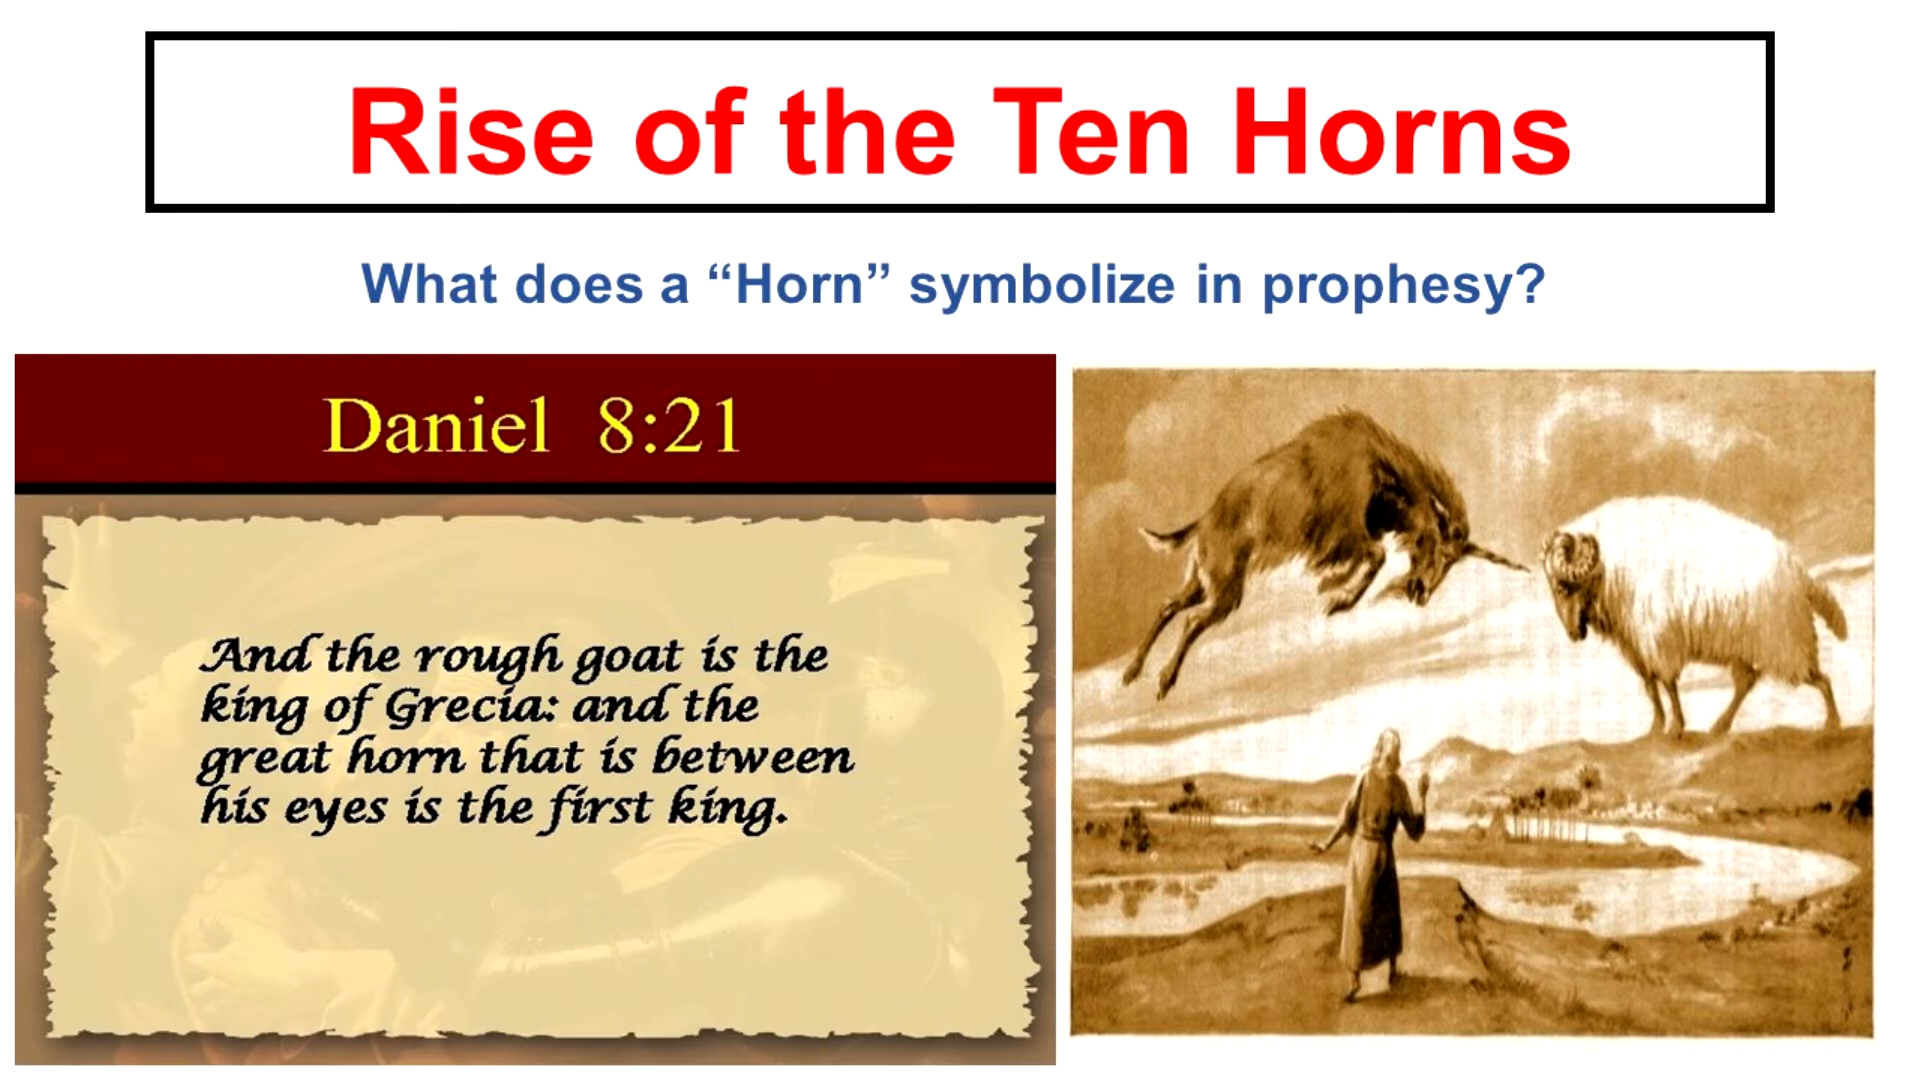 Rise of the Ten Horns
What does a “Horn” symbolize in prophesy?
Daniel 8:21
And the rough goat is the
king of Grecia: and the
great horn that is between
his eyes is the first king.